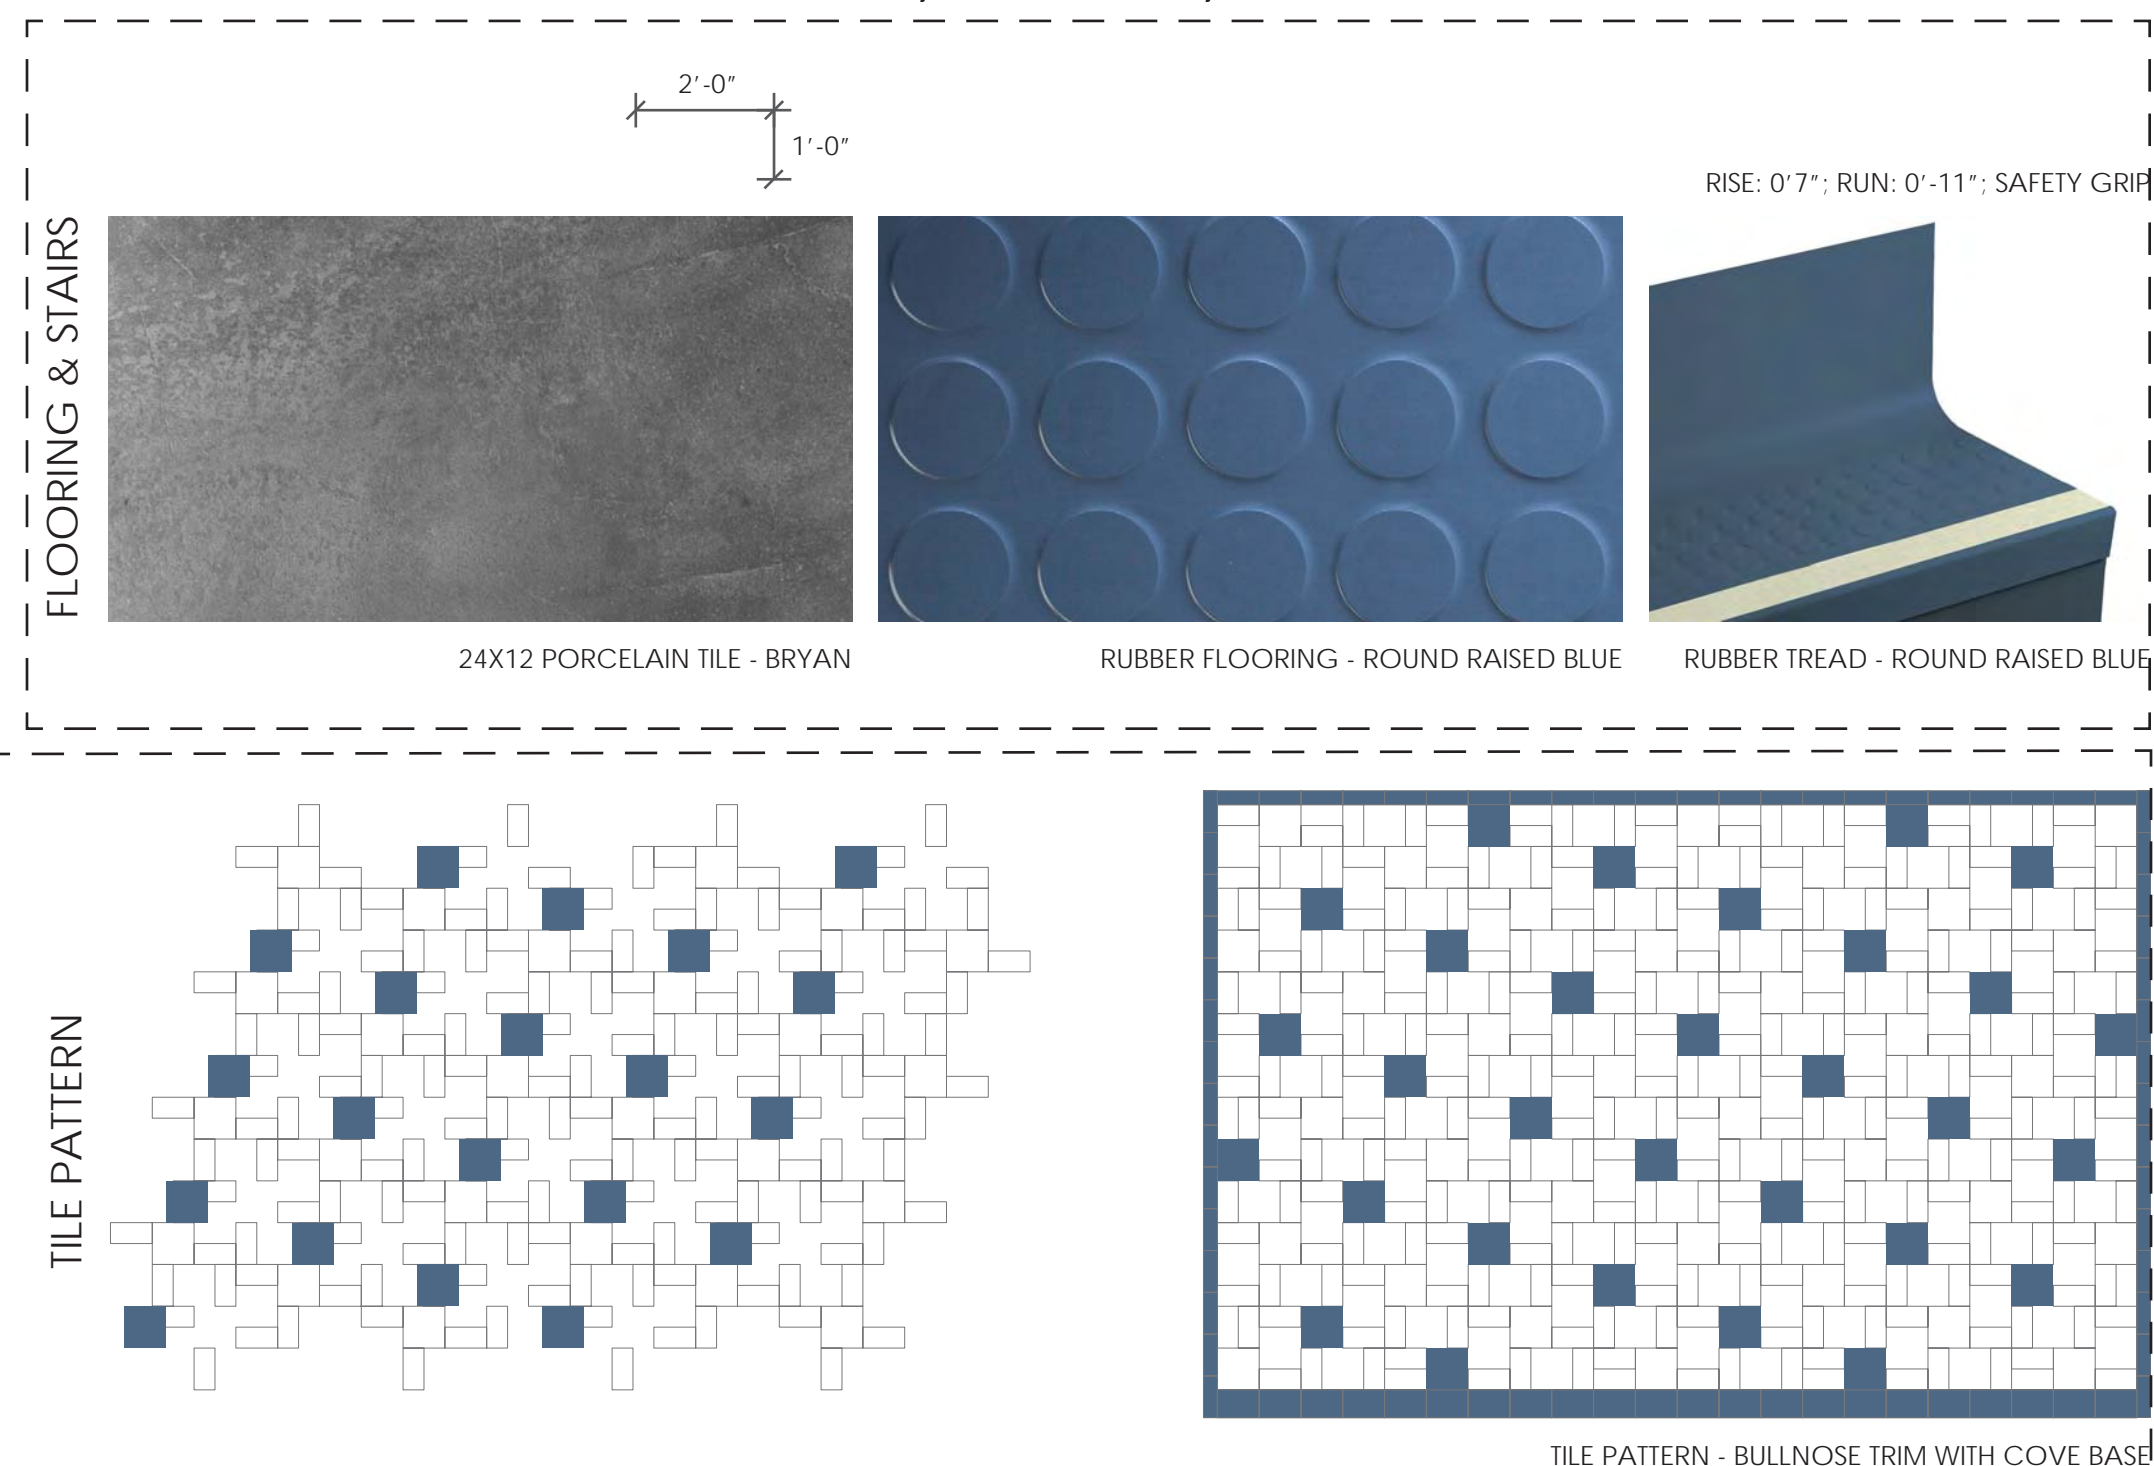 2'-0"
1'-0"
RISE: 0'7"; RUN: 0'-11"; SAFETY GRIP
FLOORING & STAIRS
24X12 PORCELAIN TILE - BRYAN
RUBBER FLOORING - ROUND RAISED BLUE
RUBBER TREAD - ROUND RAISED BLUE
TILE PATTERN
TILE PATTERN - BULLNOSE TRIM WITH COVE BASE